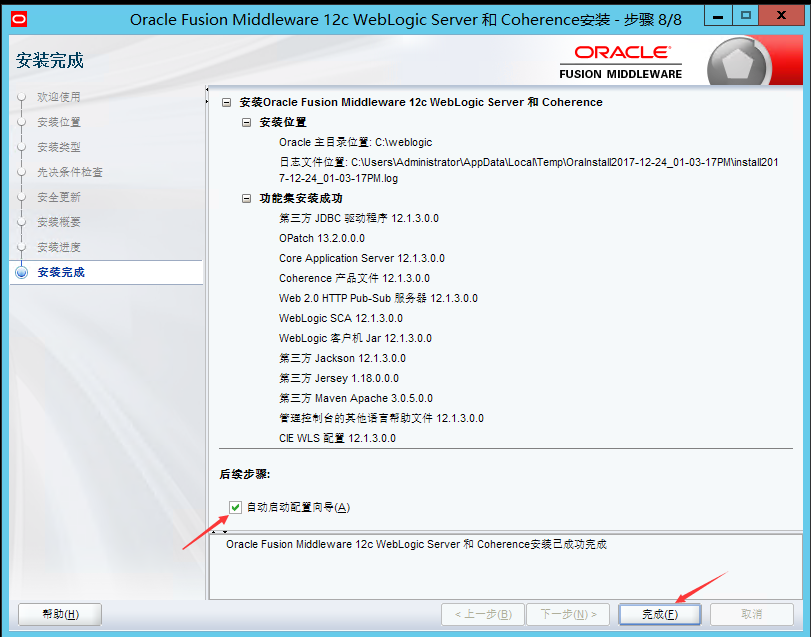 Oracle Fusion Middleware 12c WebLogic Server 和 Coherence安装 - 步骤 8/8
安装完成
ORACLE
FUSION MIDDLEWARE
欢迎使用
安装位置
安装类型
先决条件检查
安全更新
安装概要
安装进度
安装完成
安装Oracle Fusion Middleware 12c WebLogic Server 和 Coherence
安装位置
Oracle 主目录位置: C:\weblogic
日志文件位置: C:\Users\Administrator\AppData\Local\Temp\OraInstall2017-12-24_01-03-17PM\install201
7-12-24_01-03-17PM.log
功能集安装成功
第三方 JDBC 驱动程序 12.1.3.0.0
OPatch 13.2.0.0.0
Core Application Server 12.1.3.0.0
Coherence 产品文件 12.1.3.0.0
Web 2.0 HTTP Pub-Sub 服务器 12.1.3.0.0
WebLogic SCA 12.1.3.0.0
WebLogic 客户机 Jar 12.1.3.0.0
第三方 Jackson 12.1.3.0.0
第三方 Jersey 1.18.0.0.0
第三方 Maven Apache 3.0.5.0.0
管理控制台的其他语言帮助文件 12.1.3.0.0
CIE WLS 配置 12.1.3.0.0
后续步骤:
自动启动配置向导(A)
Oracle Fusion Middleware 12c WebLogic Server 和 Coherence安装已成功完成
帮助(H)
< 上一步(B)
下一步(N) >
完成(F)
取消